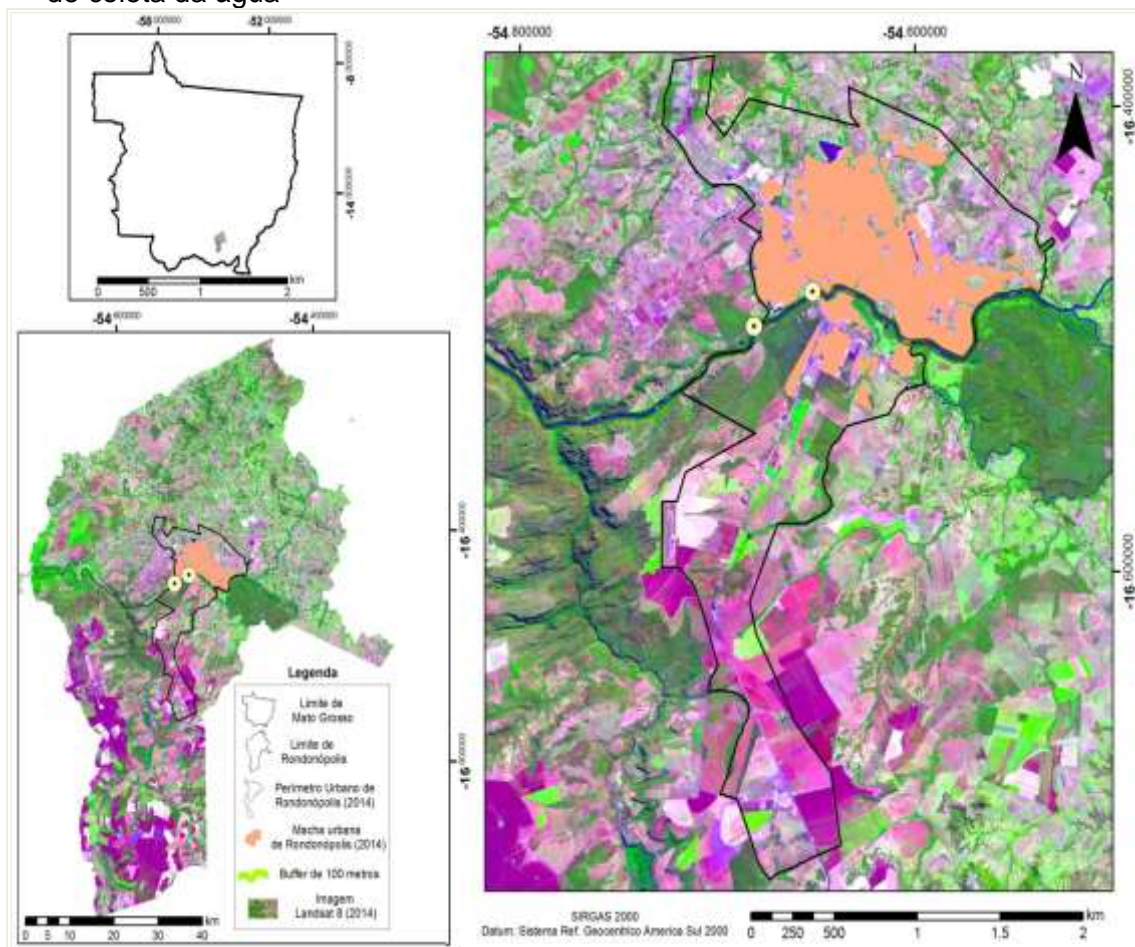 de coleta da água
-58,000000
-52,000000
-8,000000
-14,000000
km
0 500 1 2
-54,600000
-54,400000
-16,400000
-16,000000
Legenda
Limite de
Mato Grosso
Limite de
Rondonópolis
Perímetro Urbano de
Rondonópolis (2014)
Macha urbana
de Rondonópolis (2014)
Buffer de 100 metros
Imagem
Landsat 8 (2014)
km
0 5 10 20 30 40
-54,800000
-54,600000
N
-16,400000
-16,600000
SIRGAS 2000
Datum: Sistema Ref. Geocentrico America Sul 2000
km
0 250 500 1 1,5 2